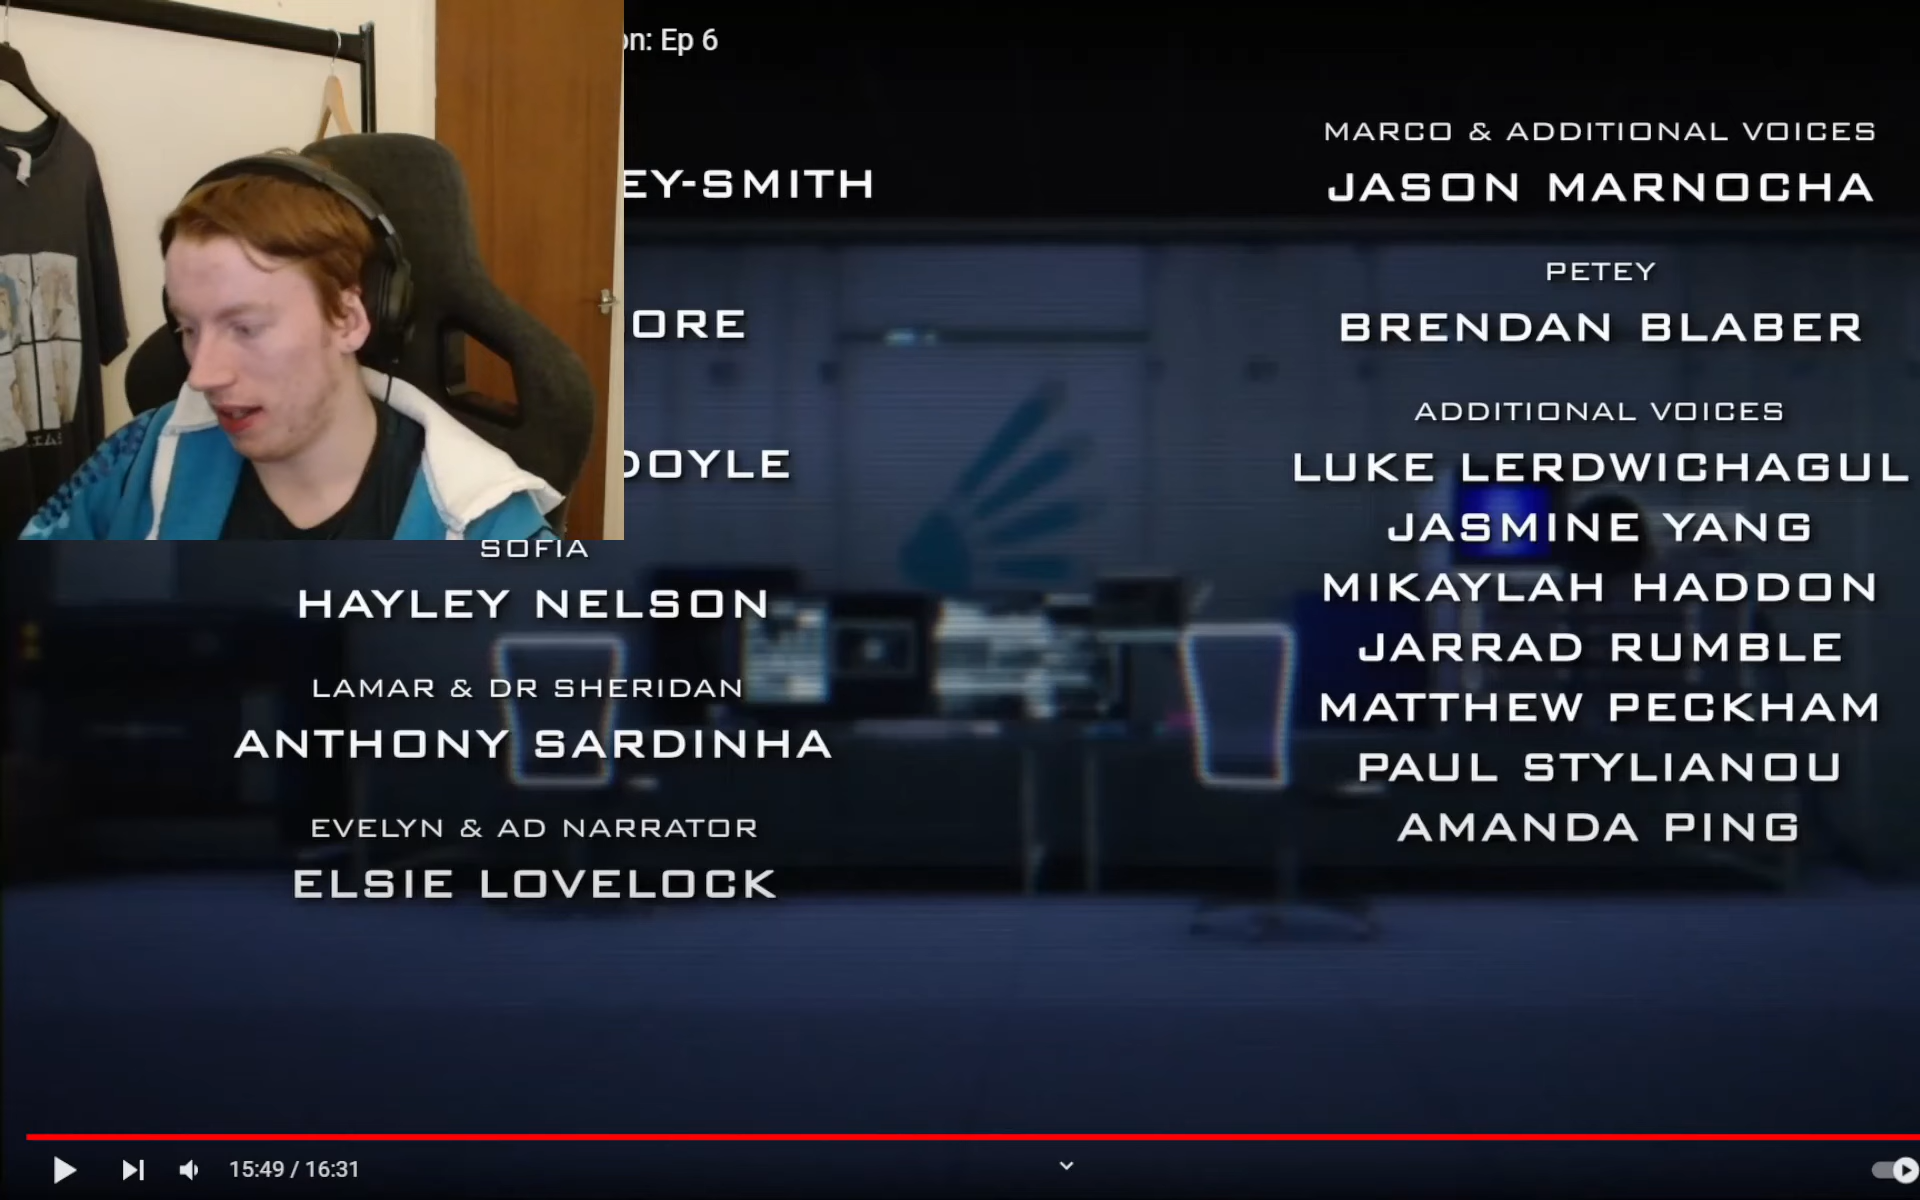 on: Ep 6
EY-SMITH
ORE
DOYLE
SOFIA
HAYLEY NELSON
LAMAR & DR SHERIDAN
ANTHONY SARDINHA
EVELYN & AD NARRATOR
ELSIE LOVELOCK
MARCO & ADDITIONAL VOICES
JASON MARNOCHA
PETEY
BRENDAN BLABER
ADDITIONAL VOICES
LUKE LERDWICHAGUL
JASMINE YANG
MIKAYLAH HADDON
JARRAD RUMBLE
MATTHEW PECKHAM
PAUL STYLIANOU
AMANDA PING
15:49 / 16:31